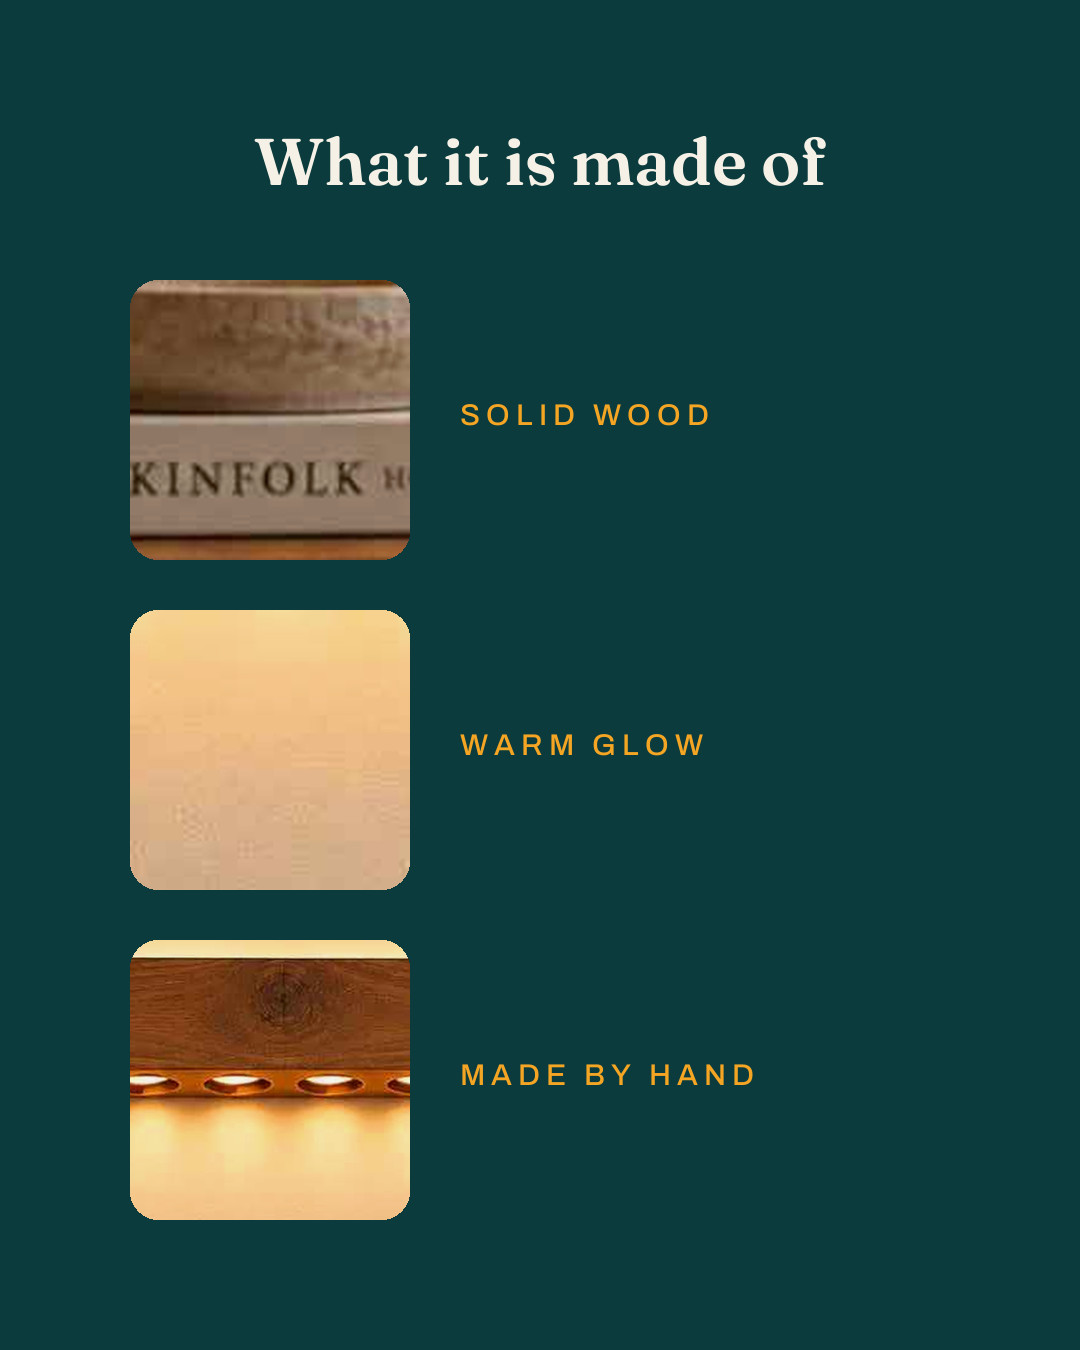 What it is made of
KINFOLK
SOLID WOOD
WARM GLOW
MADE BY HAND